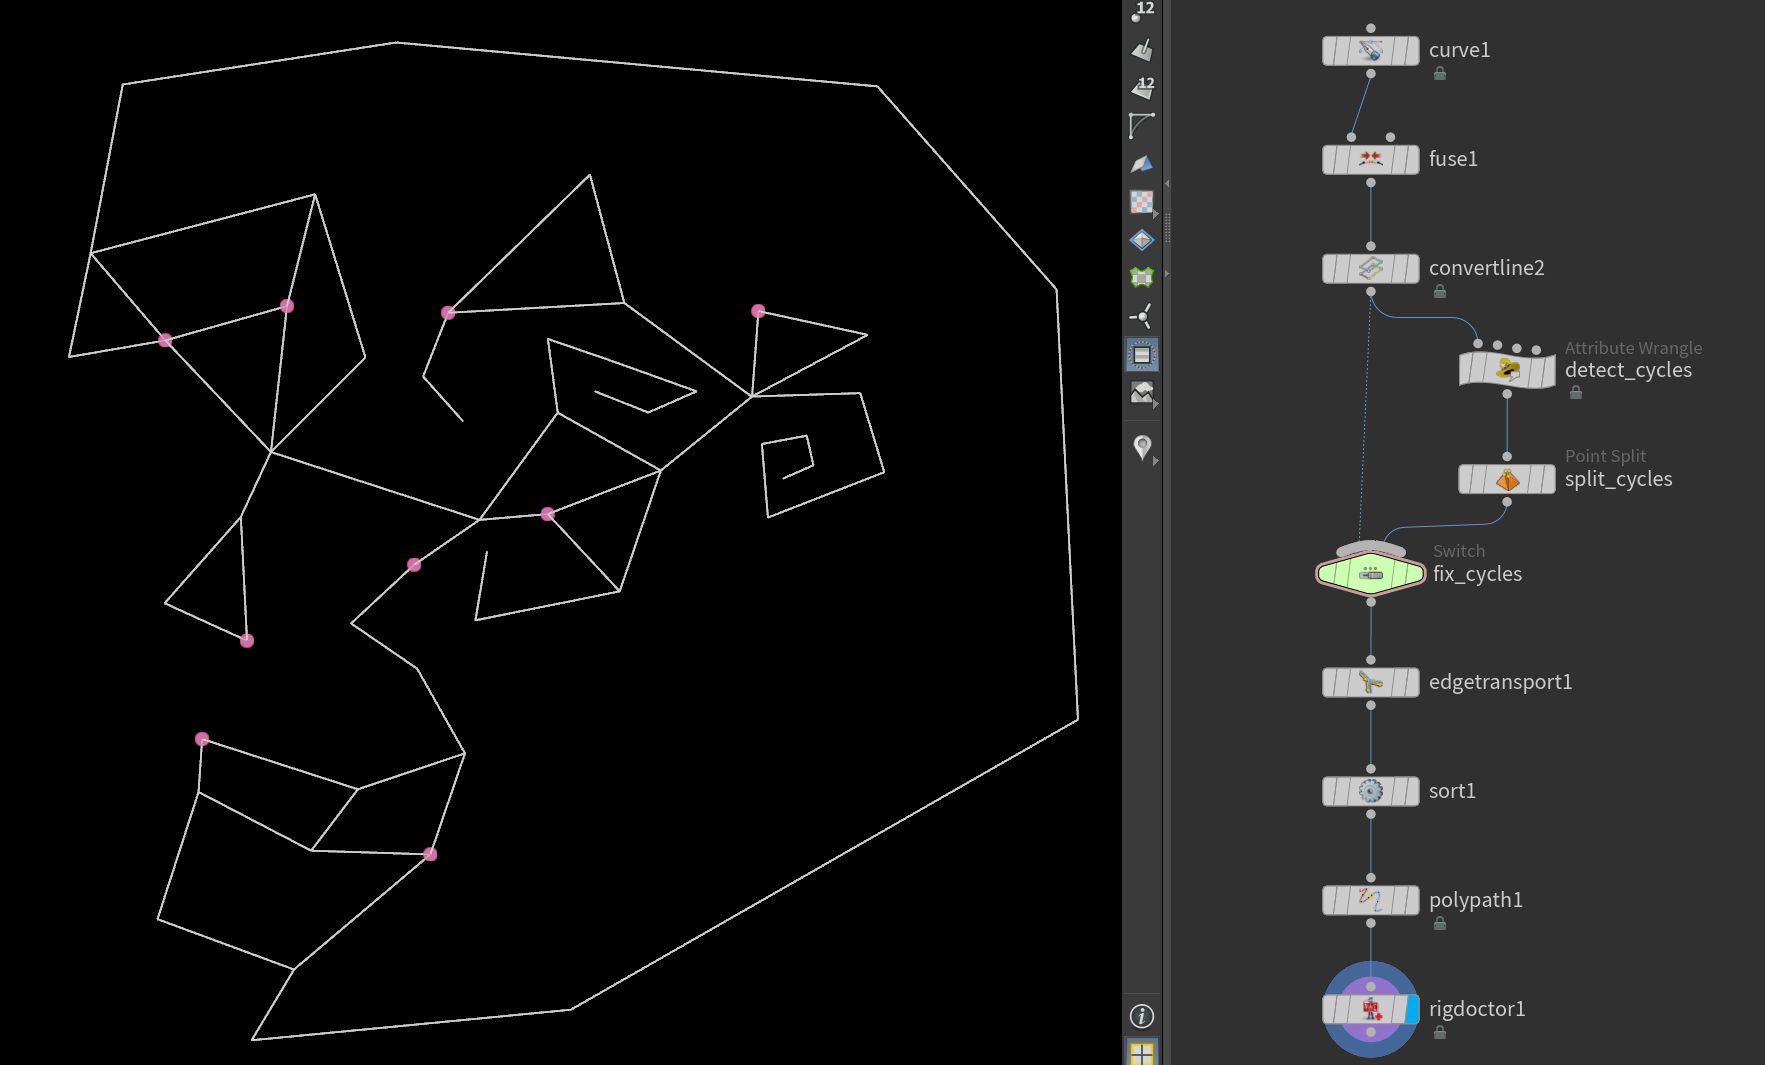 12
12
curve1
fuse1
convertline2
Attribute Wrangle
detect_cycles
Point Split
split_cycles
Switch
fix_cycles
edgetransport1
sort1
polypath1
rigdoctor1